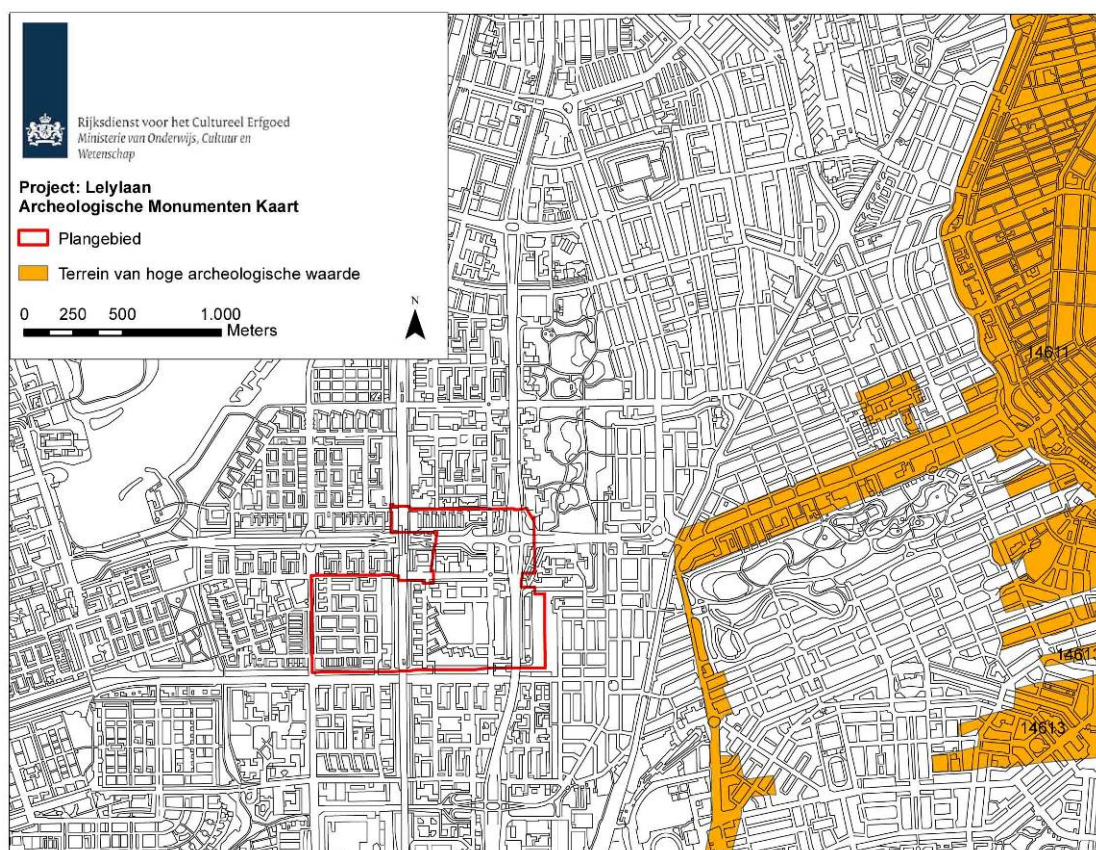 Rijksdienst voor het Cultureel Erfgoed
Ministerie van Onderwijs, Cultuur en
Wetenschap
Project: Lelylaan
Archeologische Monumenten Kaart
Plangebied
Terrein van hoge archeologische waarde
0 250 500 1.000
Meters
N
14611
14613